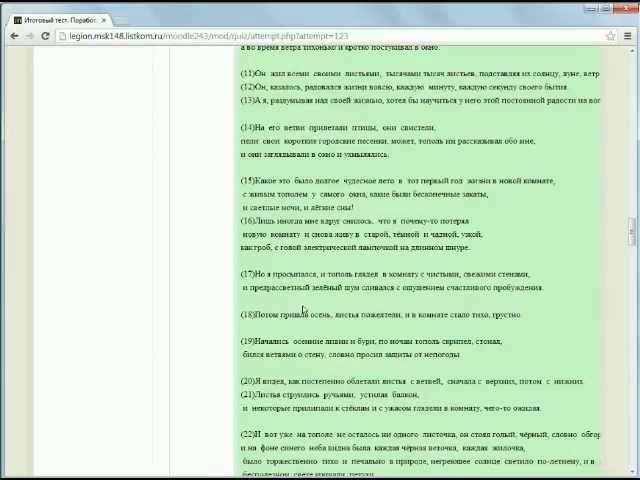 Итоговый тест. Поработ
legion.msk148.listkom.ru/moodle243/mod/quiz/attempt.php?attempt=123
а во время ветра тихонько и кротко постукивал в окно.
(11)Он жил всеми своими листьями, тысячами тысяч листьев, подставляя их солнцу, луне, ветр
(12)Он, казалось, радовался жизни вовсю, каждую минуту, каждую секунду своего бытия.
(13)А я, раздумывая над своей жизнью, хотел бы научиться у него этой постоянной радости на вол
(14)На его ветви прилетали птицы, они свистели,
пели свои короткие городские песенки, может, тополь им рассказывал обо мне,
и они заглядывали в окно и ухмылялись.
(15)Какое это было долгое чудесное лето в тот первый год жизни в новой комнате,
с живым тополем у самого окна, какие были бесконечные закаты,
и светлые ночи, и лёгкие сны!
(16)Лишь иногда мне вдруг снилось, что я почему-то потерял
новую комнату и снова живу в старой, тёмной и чадной, узкой,
как гроб, с голой электрической лампочкой на длинном шнуре.
(17)Но я просыпался, и тополь глядел в комнату с чистыми, свежими стенами,
и предрассветный зелёный шум сливался с ощущением счастливого пробуждения.
(18)Потом пришла осень, листья пожелтели, и в комнате стало тихо, грустно.
(19)Начались осенние ливни и бури, по ночам тополь скрипел, стонал,
бился ветвями о стену, словно просил защиты от непогоды.
(20)Я видел, как постепенно облетали листья с ветвей, сначала с верхних, потом с нижних.
(21)Листья струились ручьями, устилая балкон,
и некоторые прилипали к стёклам и с ужасом глядели в комнату, чего-то ожидая.
(22)И вот уже на тополе не осталось ни одного листочка, он стоял голый, чёрный, словно обгор
и на фоне синего неба видна была каждая чёрная веточка, каждая жилочка,
было торжественно тихо и печально в природе, негреющее солнце светило по-летнему, и в
бесполезном свете